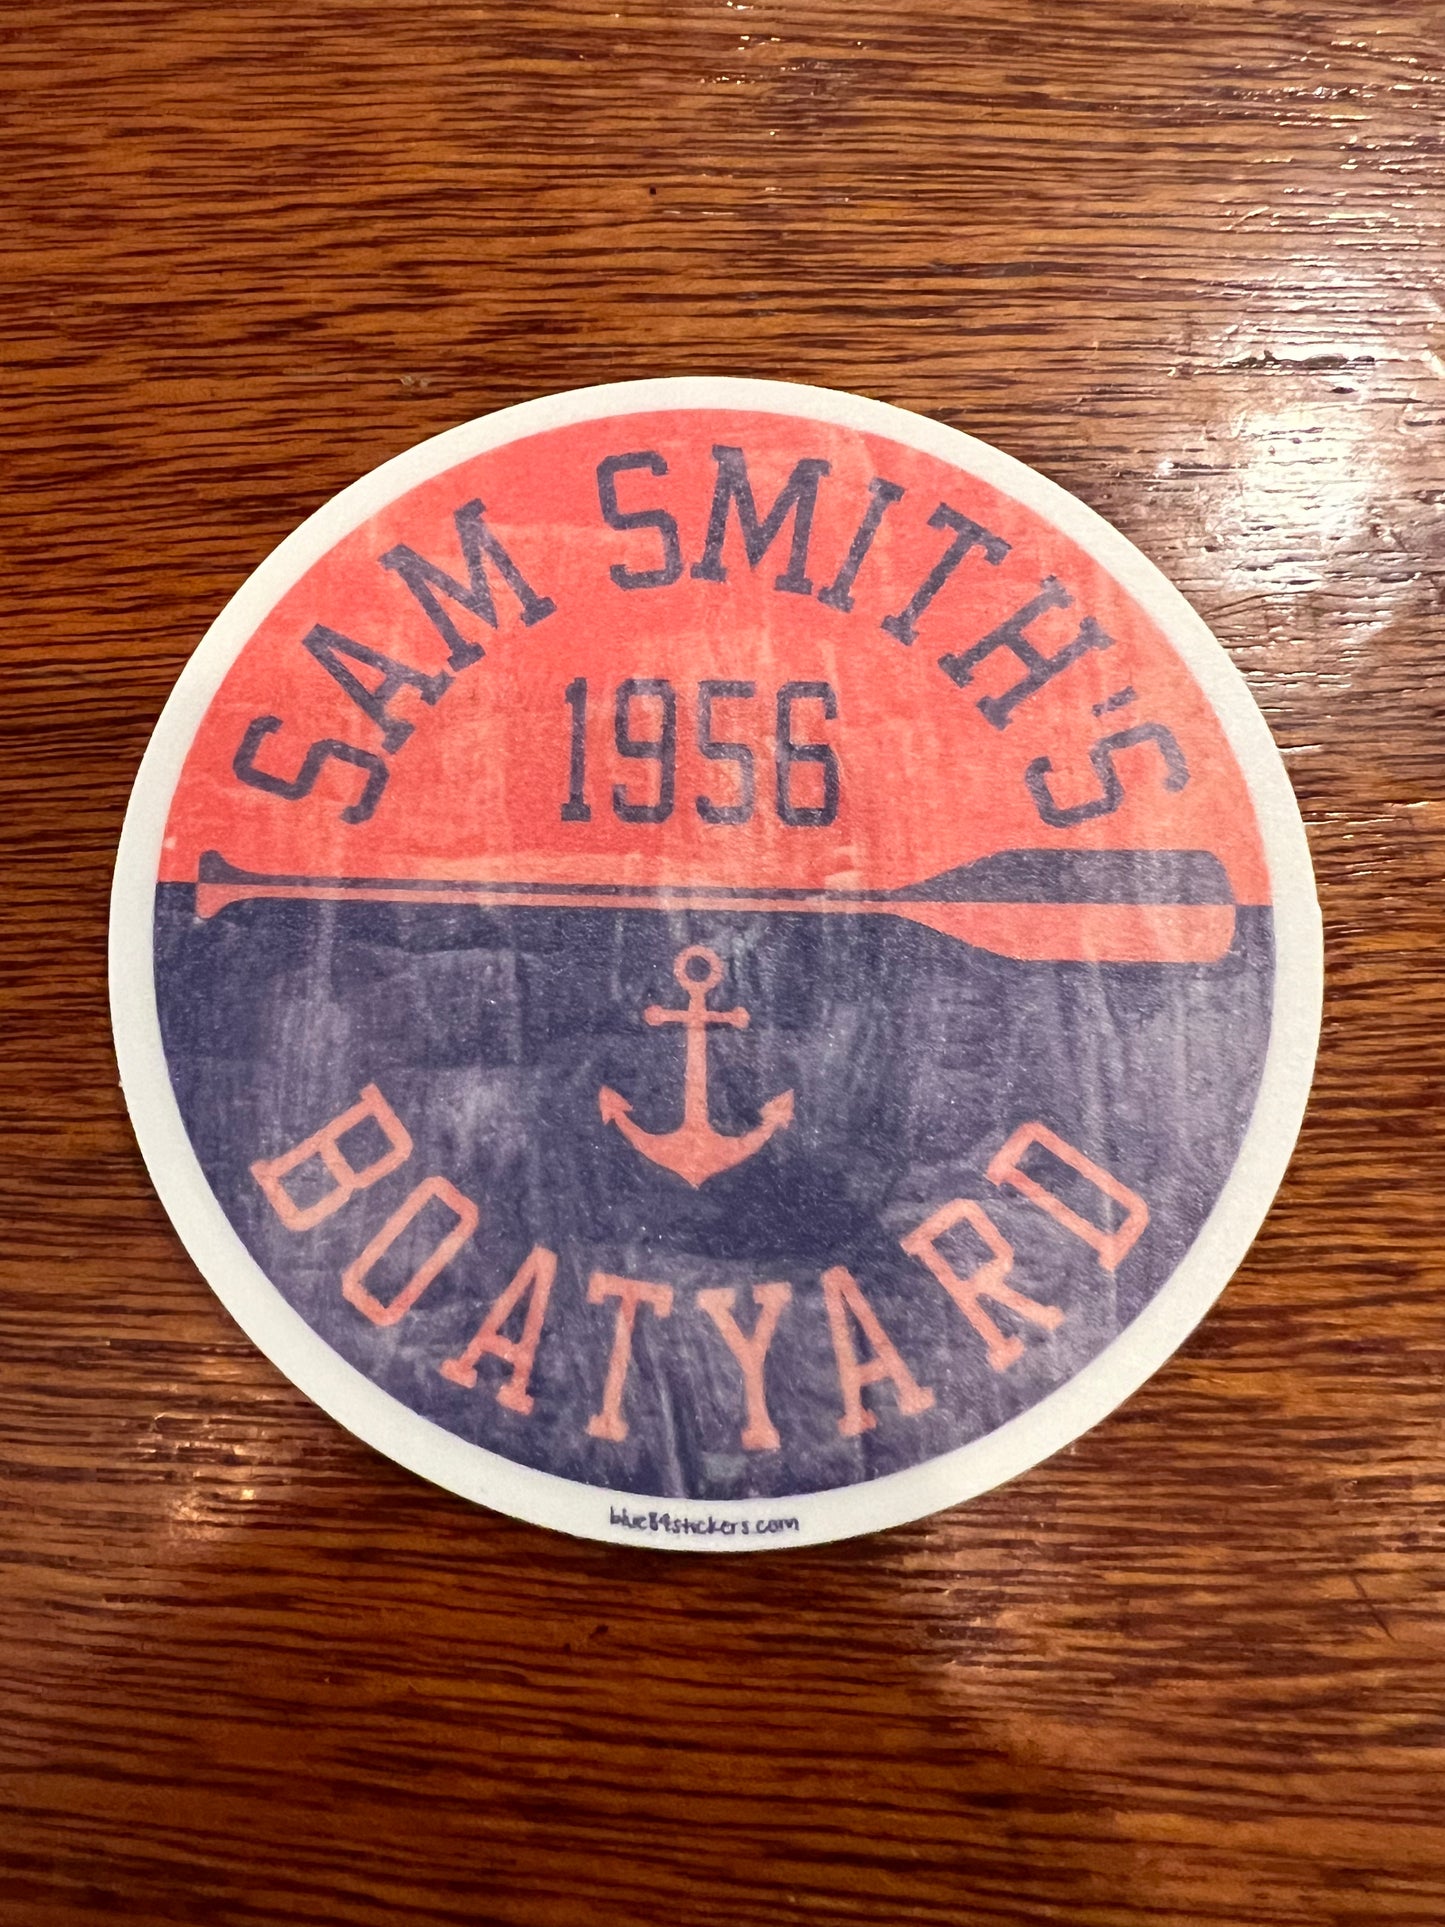 SAM SMITH'S
1956
BOATYARD
blue84stickers.com